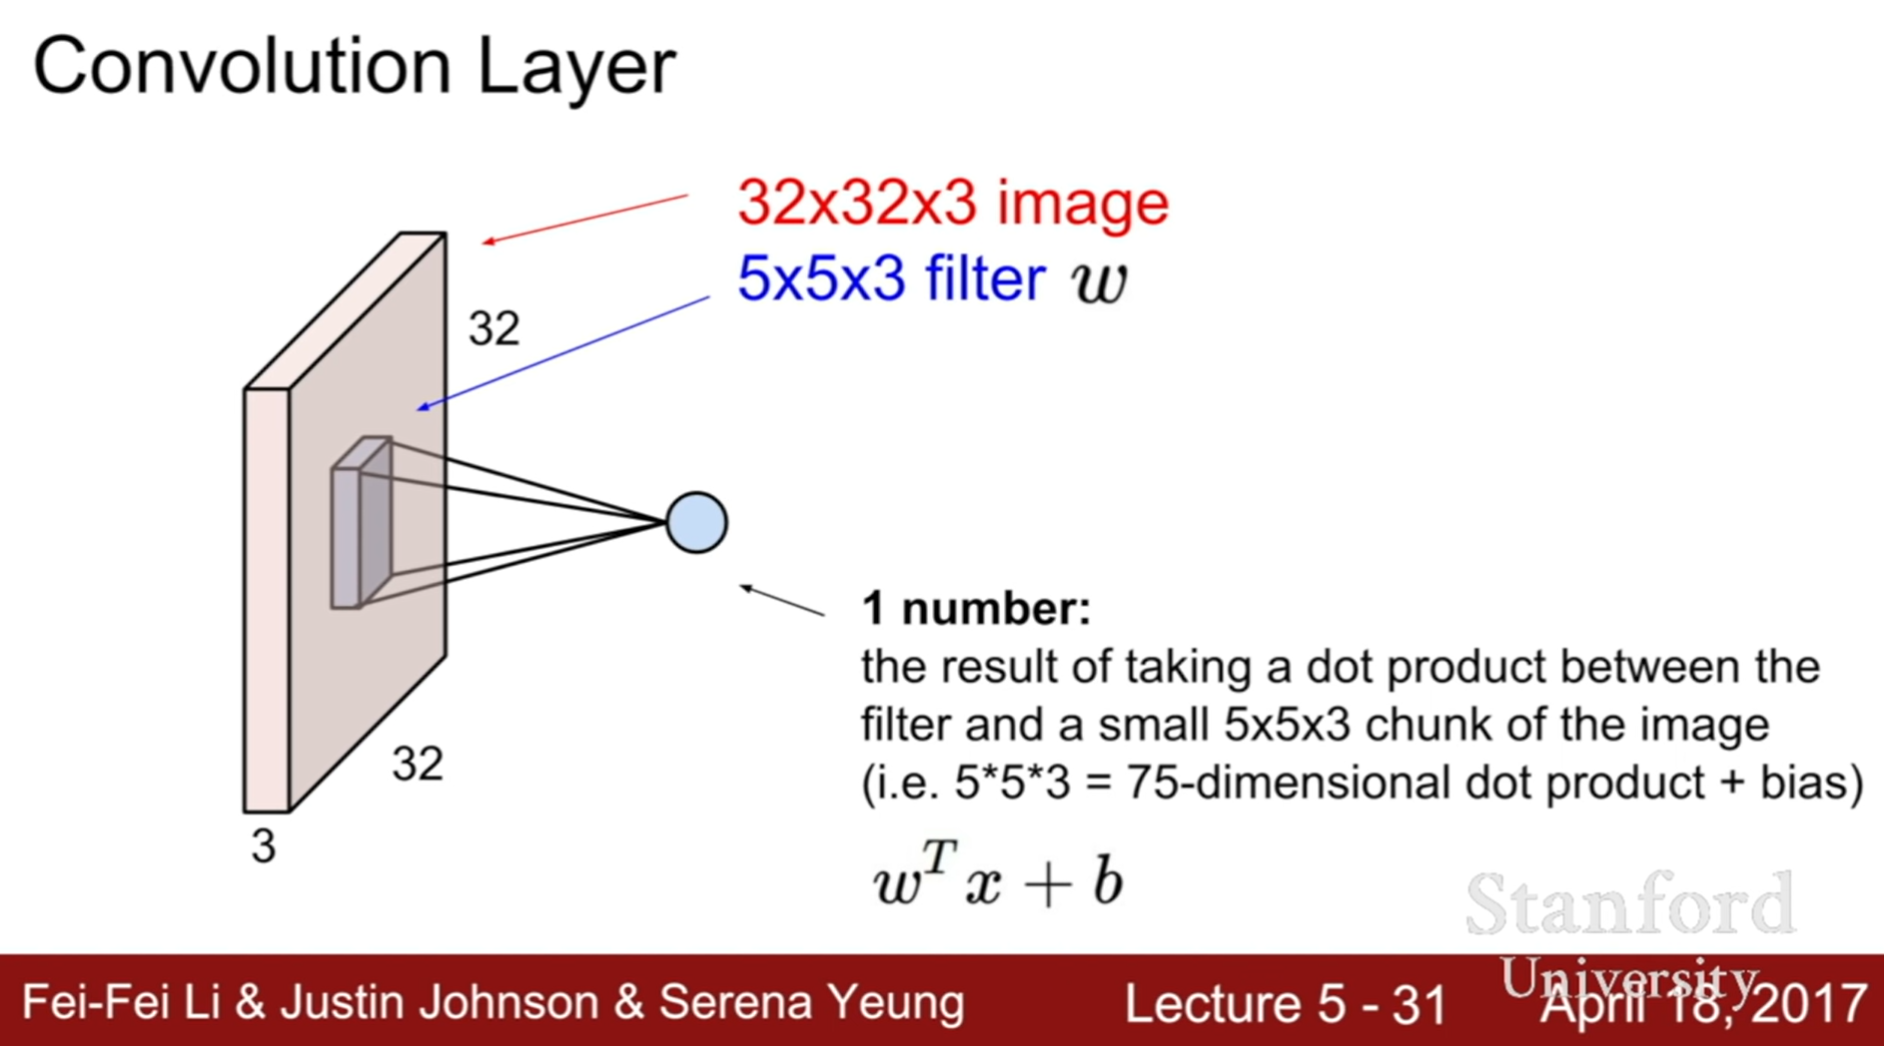 Convolution Layer
32x32x3 image
5x5x3 filter w
32
32
3
1 number:
the result of taking a dot product between the
filter and a small 5x5x3 chunk of the image
(i.e. 5*5*3 = 75-dimensional dot product + bias)
w^T x + b
Stanford
University
Fei-Fei Li & Justin Johnson & Serena Yeung
Lecture 5 - 31
April 18, 2017